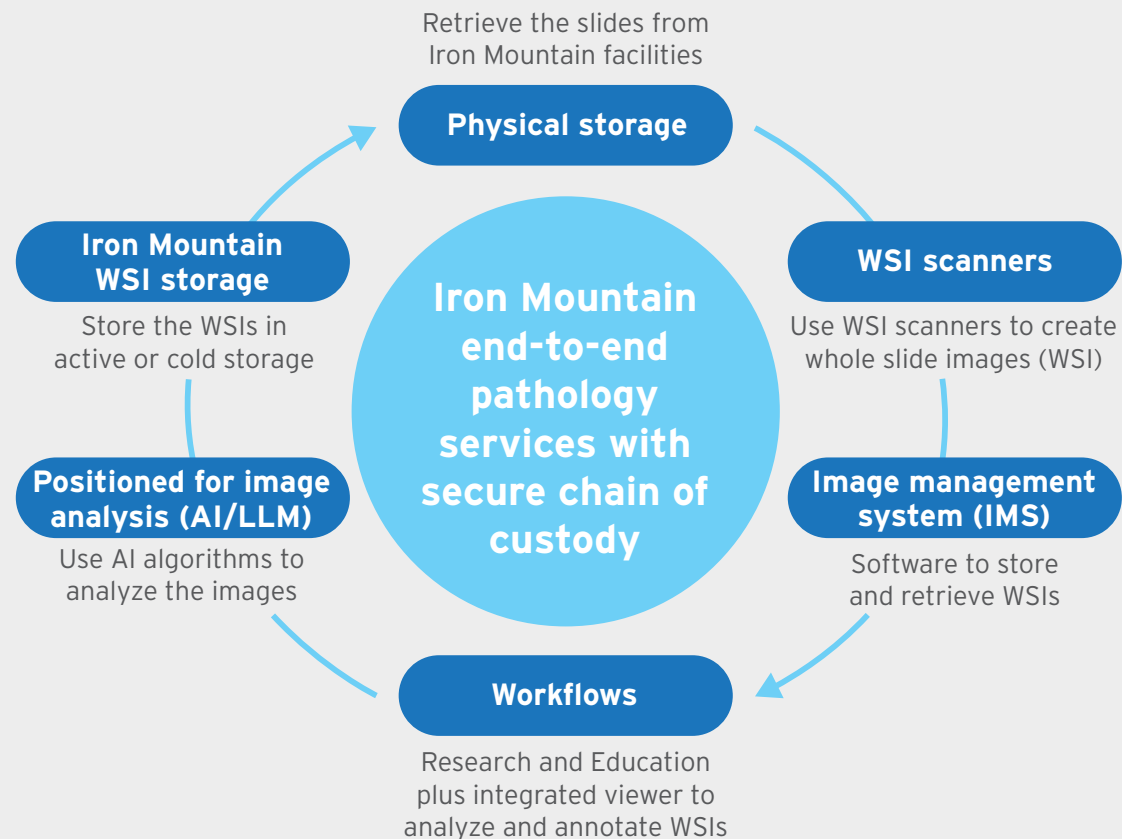 Retrieve the slides from
Iron Mountain facilities
Physical storage
WSI scanners
Use WSI scanners to create
whole slide images (WSI)
Image management
system (IMS)
Software to store
and retrieve WSIs
Workflows
Research and Education
plus integrated viewer to
analyze and annotate WSIs
Positioned for image
analysis (AI/LLM)
Use AI algorithms to
analyze the images
Iron Mountain
WSI storage
Store the WSIs in
active or cold storage
Iron Mountain
end-to-end
pathology
services with
secure chain of
custody